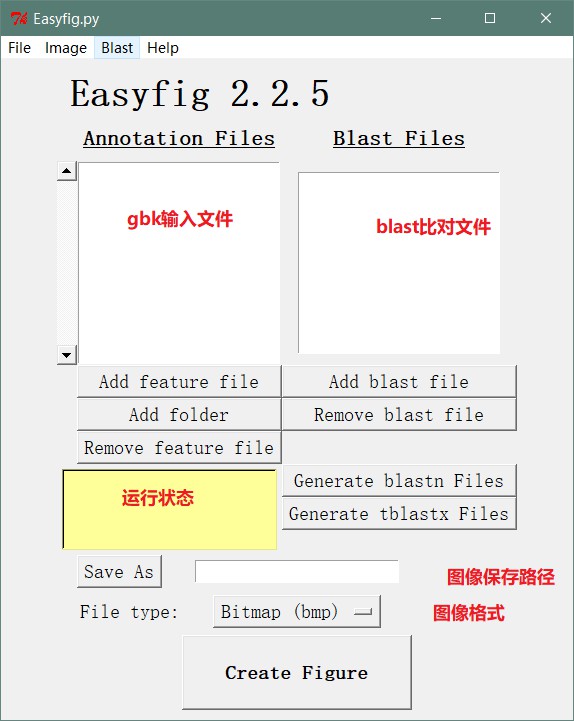 Easyfig.py
File Image Blast Help
Easyfig 2.2.5
Annotation Files Blast Files
gbk输入文件
blast比对文件
Add feature file Add blast file
Add folder Remove blast file
Remove feature file
Generate blastn Files
运行状态
Generate tblastx Files
Save As
图像保存路径
File type: Bitmap (bmp) 图像格式
Create Figure